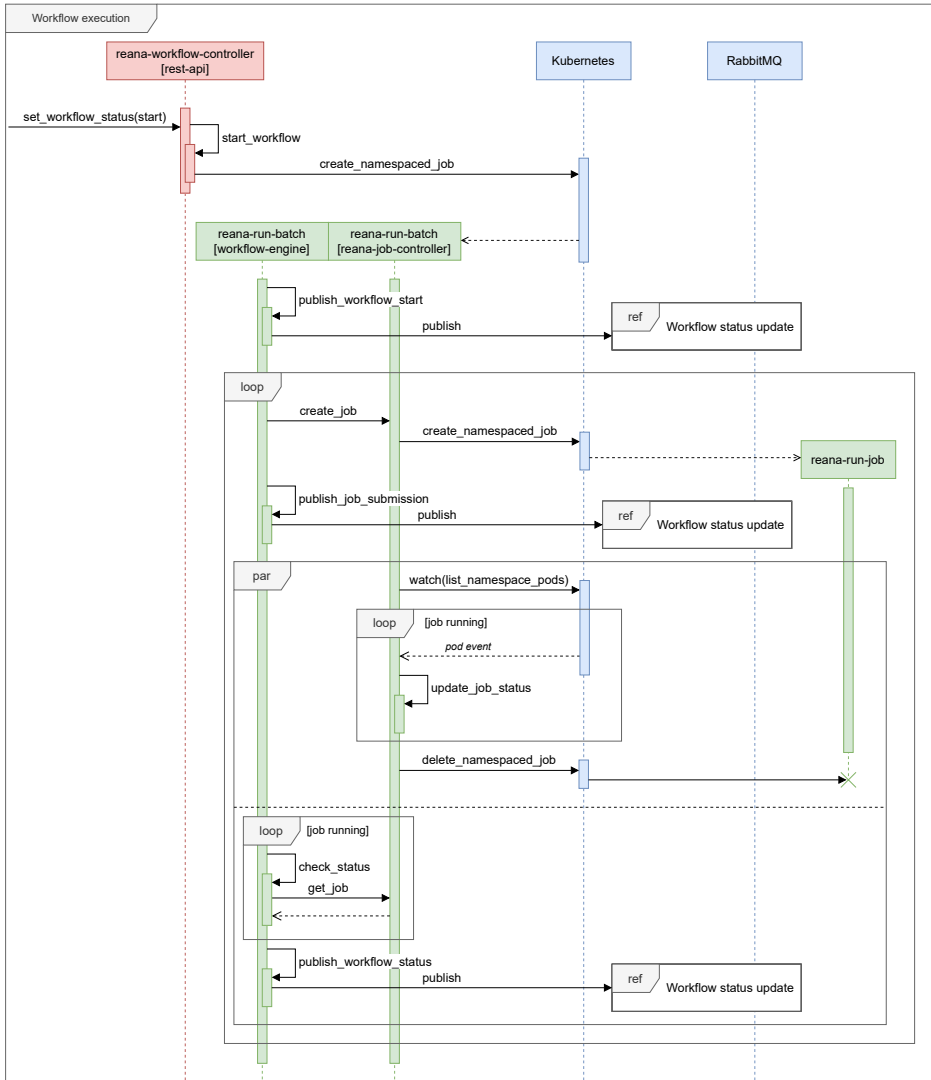 Workflow execution
reana-workflow-controller
[rest-api]
Kubernetes
RabbitMQ
set_workflow_status(start)
start_workflow
create_namespaced_job
reana-run-batch
[workflow-engine]
reana-run-batch
[reana-job-controller]
publish_workflow_start
publish
ref
Workflow status update
loop
create_job
create_namespaced_job
reana-run-job
publish_job_submission
publish
ref
Workflow status update
par
watch(list_namespace_pods)
loop
[job running]
pod event
update_job_status
delete_namespaced_job
loop
[job running]
check_status
get_job
publish_workflow_status
publish
ref
Workflow status update